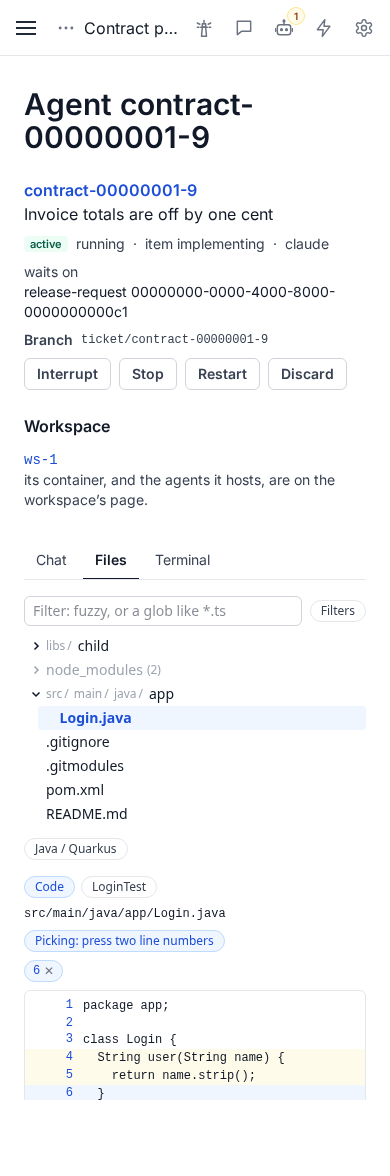 Contract p...
1
Agent contract-
00000001-9
contract-00000001-9
Invoice totals are off by one cent
active running · item implementing · claude
waits on
release-request 00000000-0000-4000-8000-
0000000000c1
Branch ticket/contract-00000001-9
Interrupt Stop Restart Discard
Workspace
ws-1
its container, and the agents it hosts, are on the
workspace’s page.
Chat Files Terminal
Filter: fuzzy, or a glob like *.ts Filters
libs/ child
node_modules (2)
src/ main/ java/ app
Login.java
.gitignore
.gitmodules
pom.xml
README.md
Java / Quarkus
Code LoginTest
src/main/java/app/Login.java
Picking: press two line numbers
6 ×
1 package app;
2
3 class Login {
4 String user(String name) {
5 return name.strip();
6 }